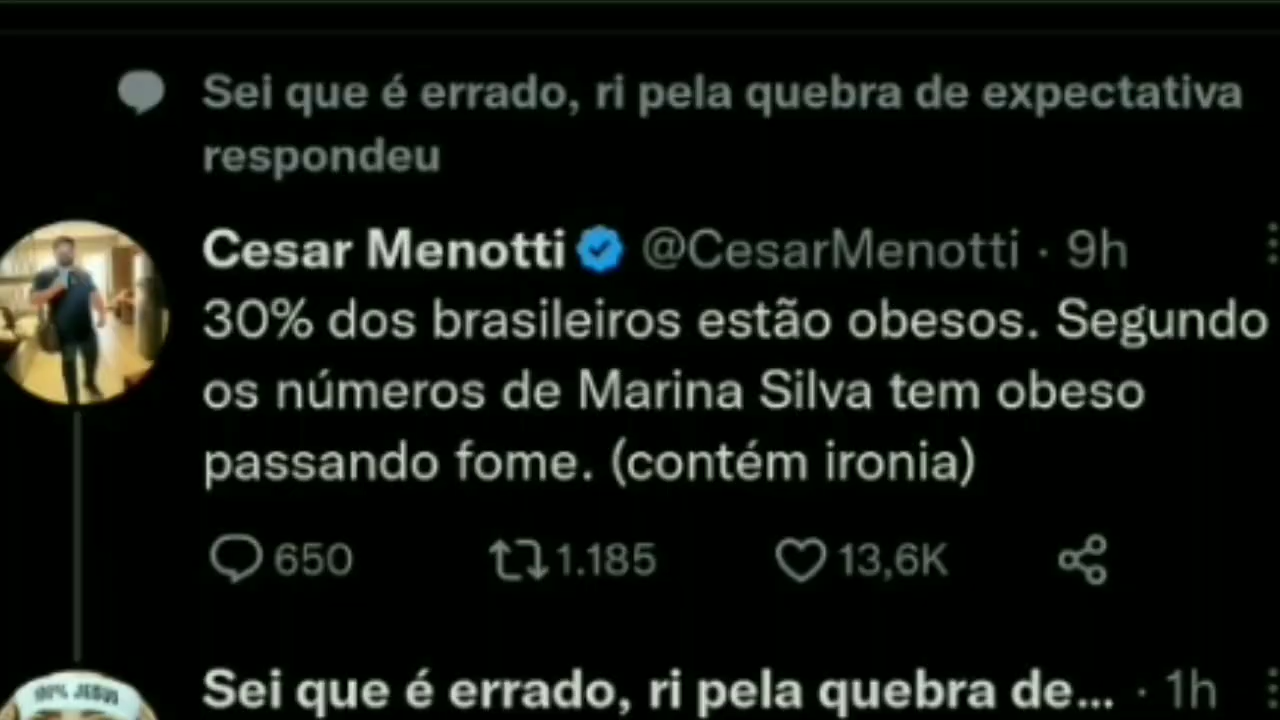 Sei que é errado, ri pela quebra de expectativa
respondeu
Cesar Menotti @CesarMenotti · 9h
30% dos brasileiros estão obesos. Segundo
os números de Marina Silva tem obeso
passando fome. (contém ironia)
650 1.185 13,6K
Sei que é errado, ri pela quebra de... · 1h
100% JESUS